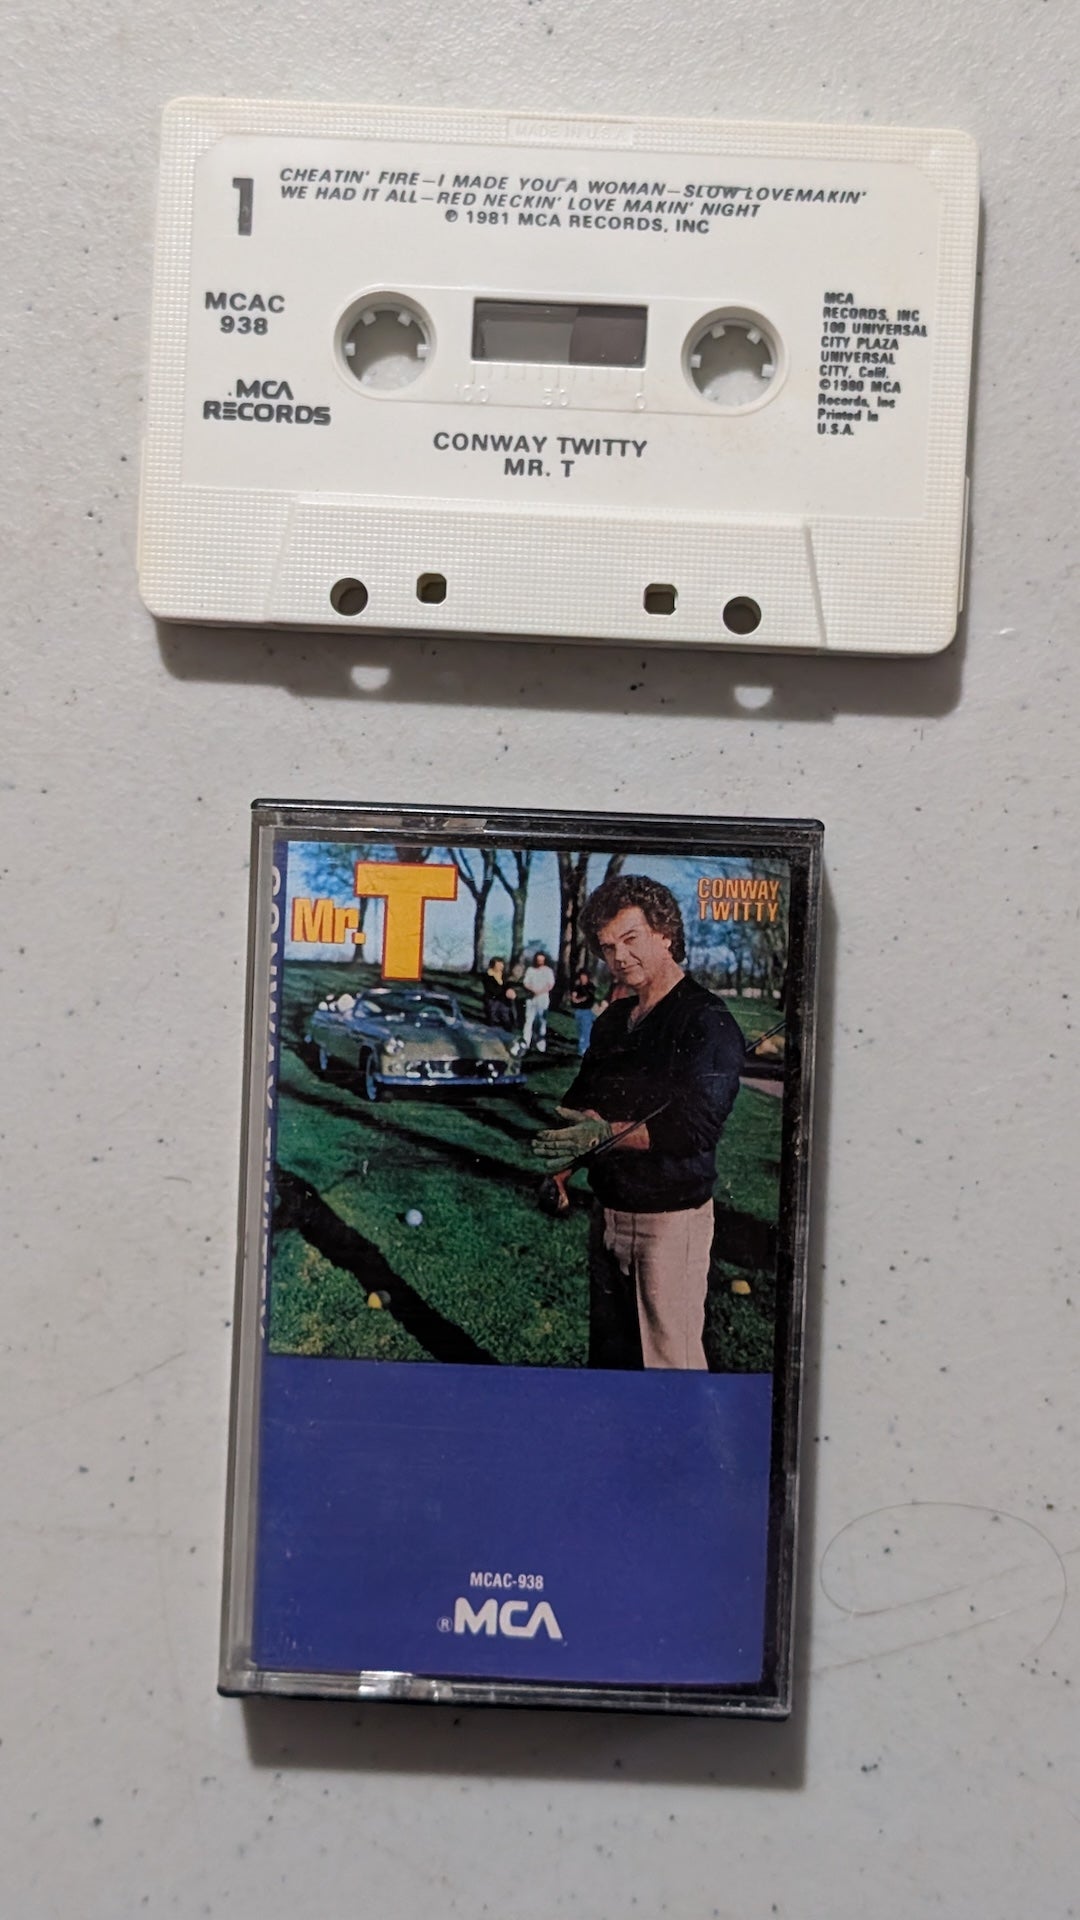 MADE IN U.S.A.
1
CHEATIN' FIRE—I MADE YOU A WOMAN—SLOW LOVEMAKIN'
WE HAD IT ALL—RED NECKIN' LOVE MAKIN' NIGHT
℗ 1981 MCA RECORDS, INC
MCAC
938
MCA
RECORDS
100 50 0
MCA
RECORDS, INC
100 UNIVERSAL
CITY PLAZA
UNIVERSAL
CITY, Calif.
©1980 MCA
Records, Inc
Printed in
U.S.A.
CONWAY TWITTY
MR. T
Mr. T
CONWAY
TWITTY
MCAC-938
®MCA